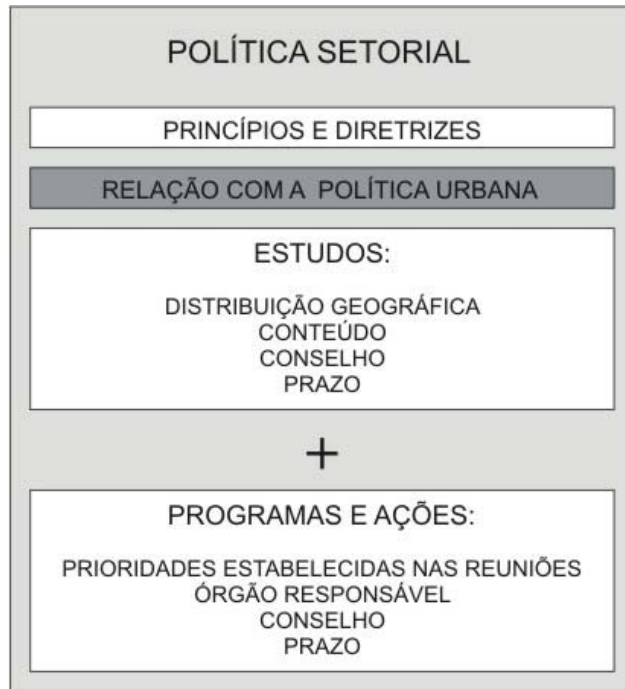 POLÍTICA SETORIAL
PRINCÍPIOS E DIRETRIZES
RELAÇÃO COM A POLÍTICA URBANA
ESTUDOS:
DISTRIBUIÇÃO GEOGRÁFICA
CONTEÚDO
CONSELHO
PRAZO
+
PROGRAMAS E AÇÕES:
PRIORIDADES ESTABELECIDAS NAS REUNIÕES
ÓRGÃO RESPONSÁVEL
CONSELHO
PRAZO